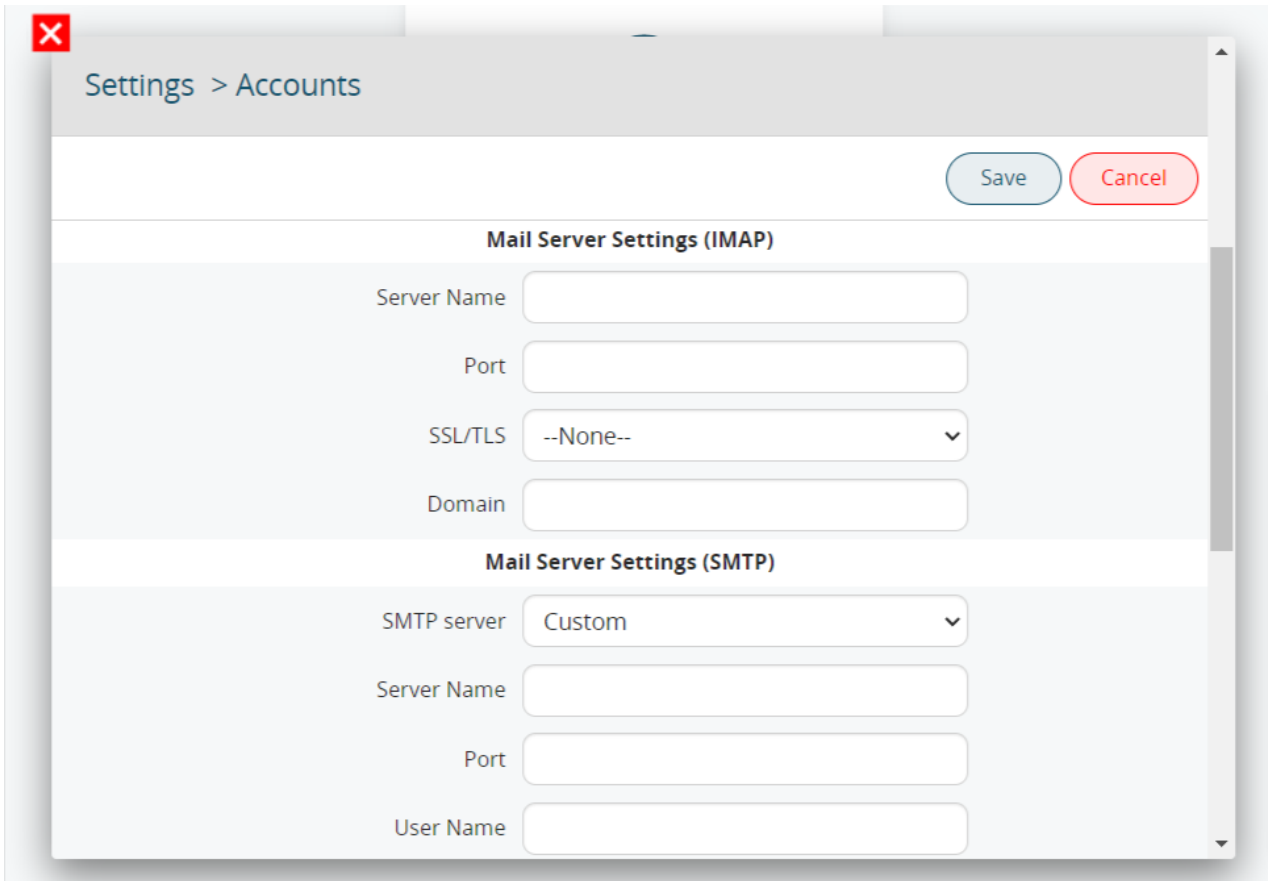 Settings > Accounts
Save Cancel
Mail Server Settings (IMAP)
Server Name
Port
SSL/TLS --None--
Domain
Mail Server Settings (SMTP)
SMTP server Custom
Server Name
Port
User Name